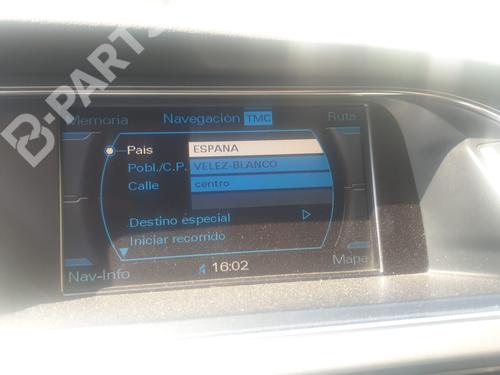 B-PARTS
Memoria Navegación TMC Ruta
Pais ESPANA
Pobl./C.P. VELEZ-BLANCO
Calle centro
Destino especial
Iniciar recorrido
Nav-Info 16:02 Mapa